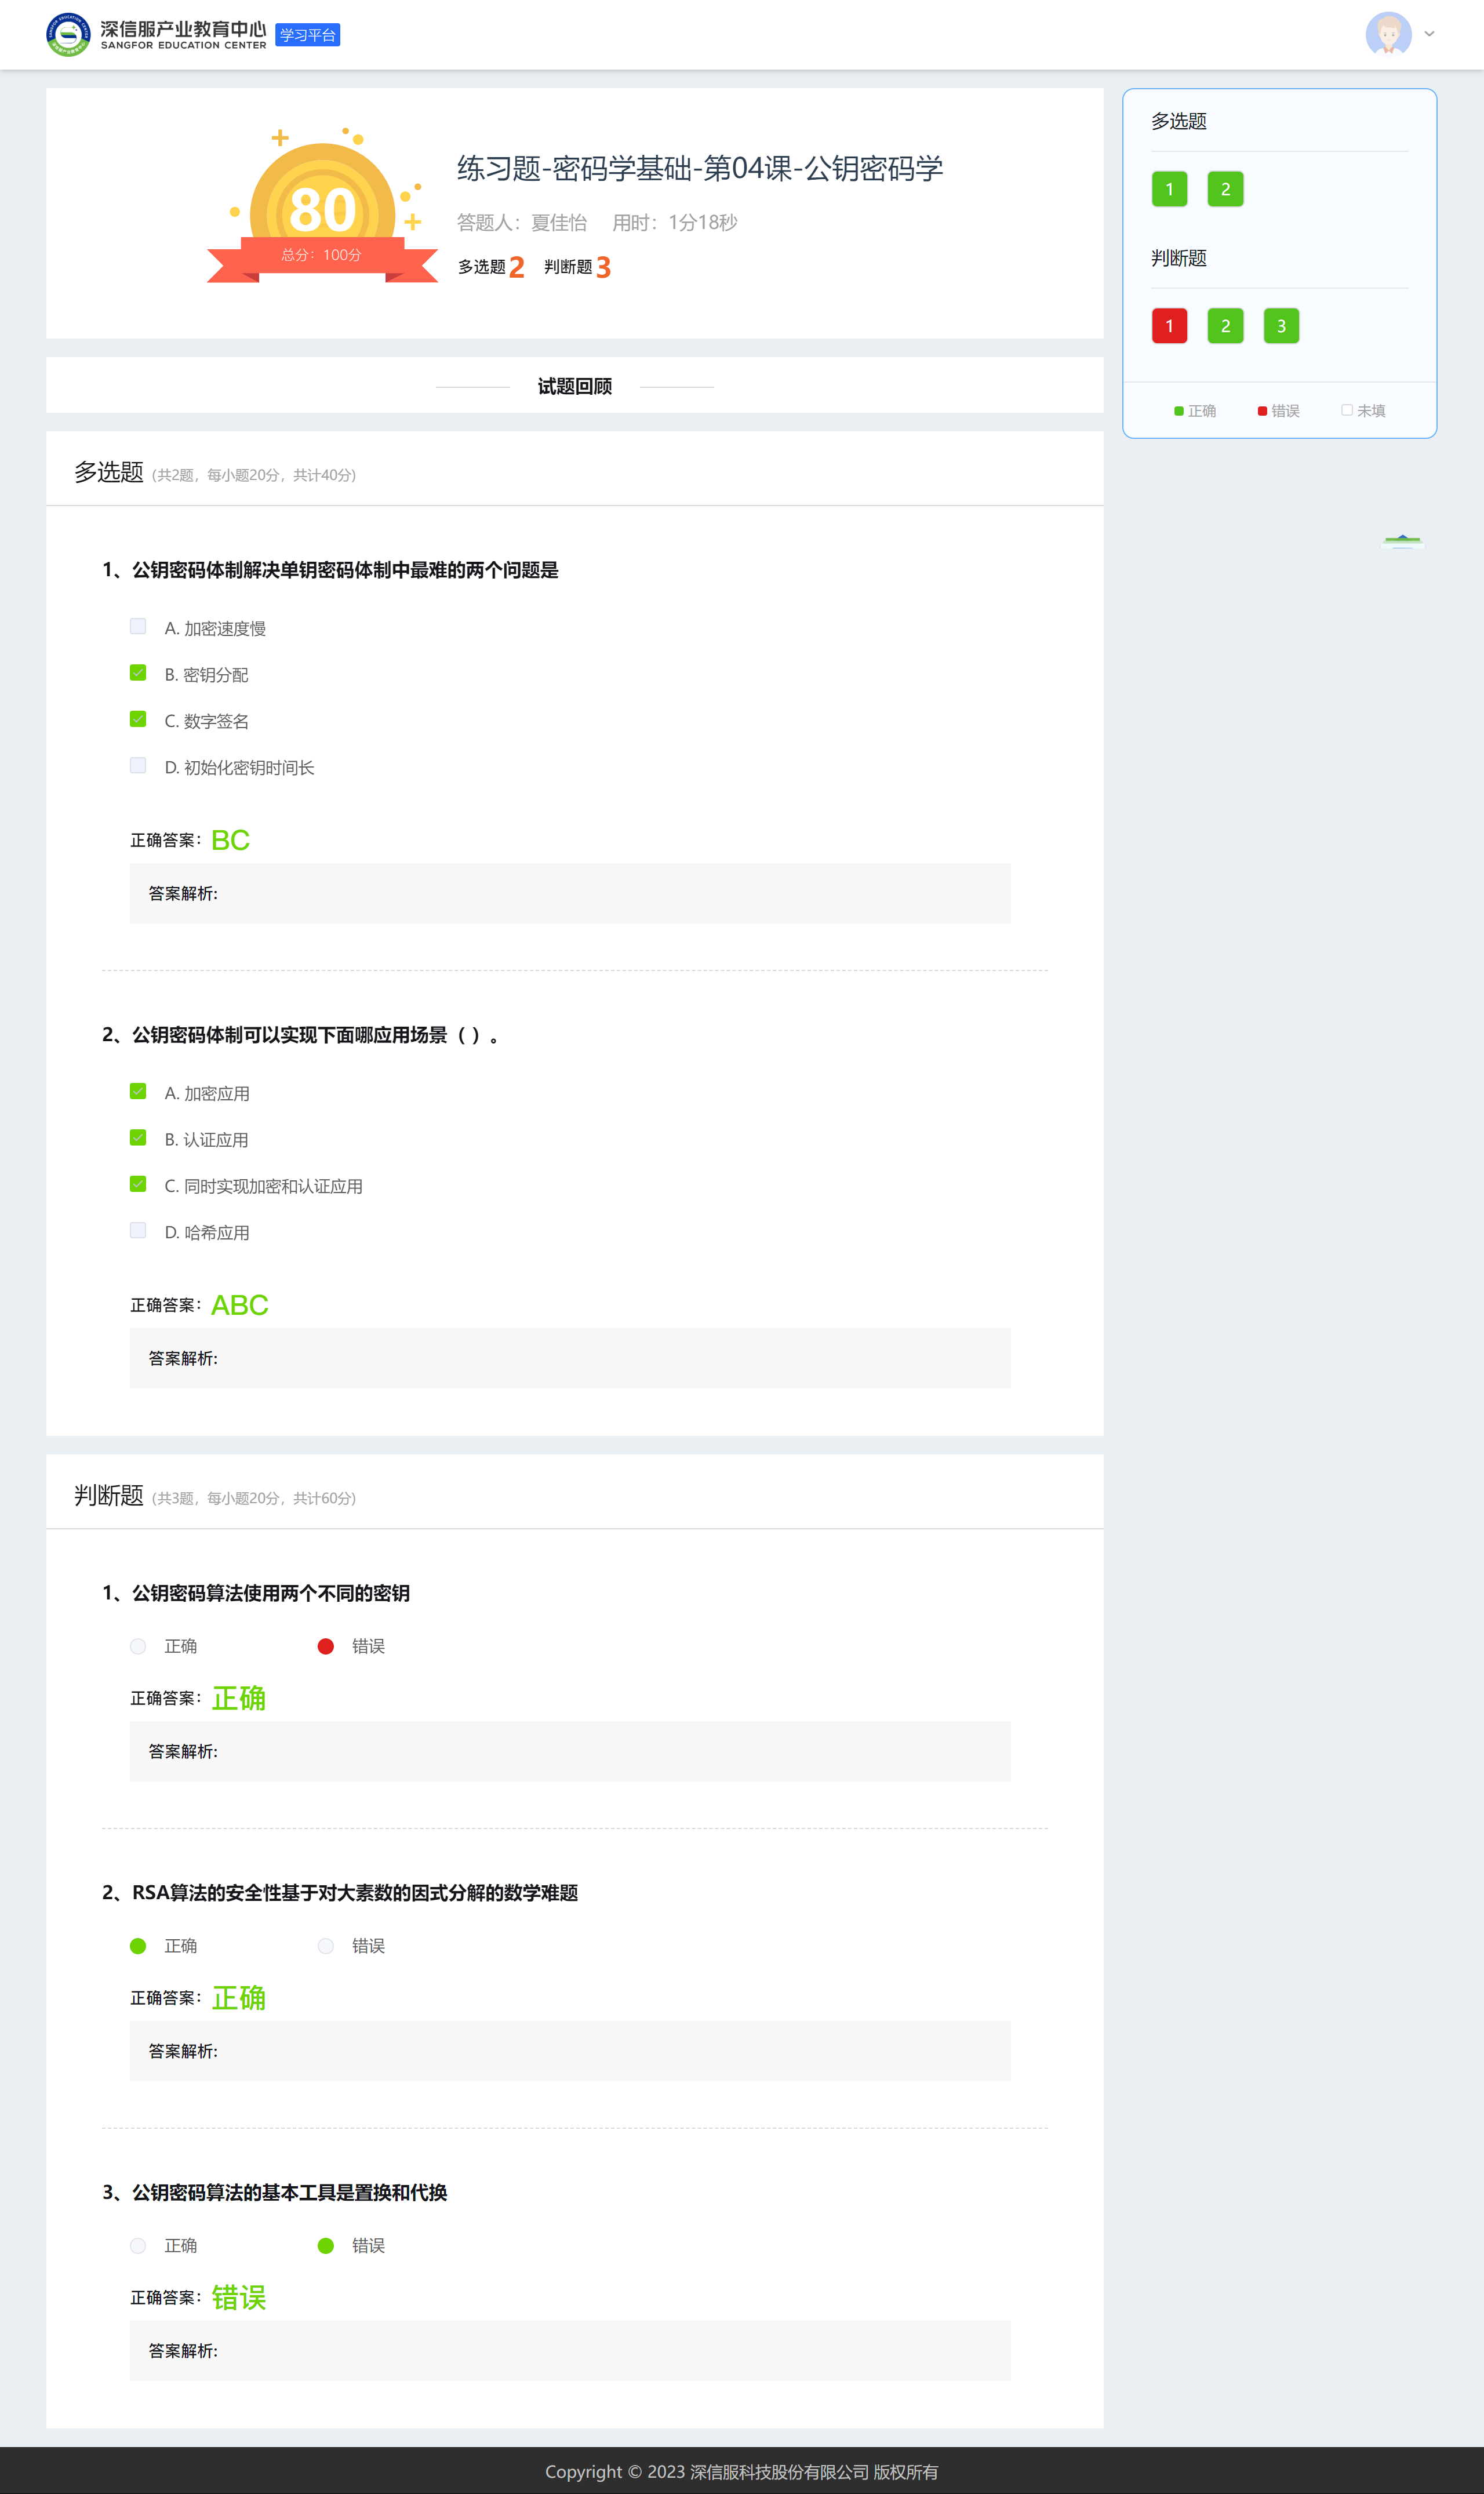 深信服产业教育中心 学习平台
SANGFOR EDUCATION CENTER
80
总分：100分
练习题-密码学基础-第04课-公钥密码学
答题人：夏佳怡 用时：1分18秒
多选题2 判断题3
多选题
1 2
判断题
1 2 3
正确 错误 未填
试题回顾
多选题 (共2题，每小题20分，共计40分)
1、公钥密码体制解决单钥密码体制中最难的两个问题是
A. 加密速度慢
B. 密钥分配
C. 数字签名
D. 初始化密钥时间长
正确答案：BC
答案解析:
2、公钥密码体制可以实现下面哪应用场景（ ）。
A. 加密应用
B. 认证应用
C. 同时实现加密和认证应用
D. 哈希应用
正确答案：ABC
答案解析:
判断题 (共3题，每小题20分，共计60分)
1、公钥密码算法使用两个不同的密钥
正确 错误
正确答案：正确
答案解析:
2、RSA算法的安全性基于对大素数的因式分解的数学难题
正确 错误
正确答案：正确
答案解析:
3、公钥密码算法的基本工具是置换和代换
正确 错误
正确答案：错误
答案解析:
Copyright © 2023 深信服科技股份有限公司 版权所有